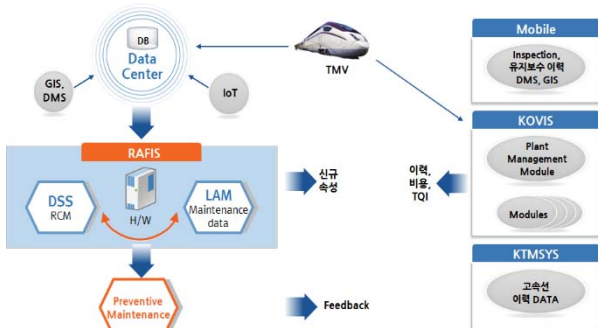 DB
Data
Center
GIS,
DMS
IoT
TMV
RAFIS
DSS
RCM
H/W
LAM
Maintenance
data
신규
속성
이력,
비용,
TQI
Preventive
Maintenance
Feedback
Mobile
Inspection,
유지보수 이력
DMS, GIS
KOVIS
Plant
Management
Module
Modules
KTMSYS
고속선
이력 DATA